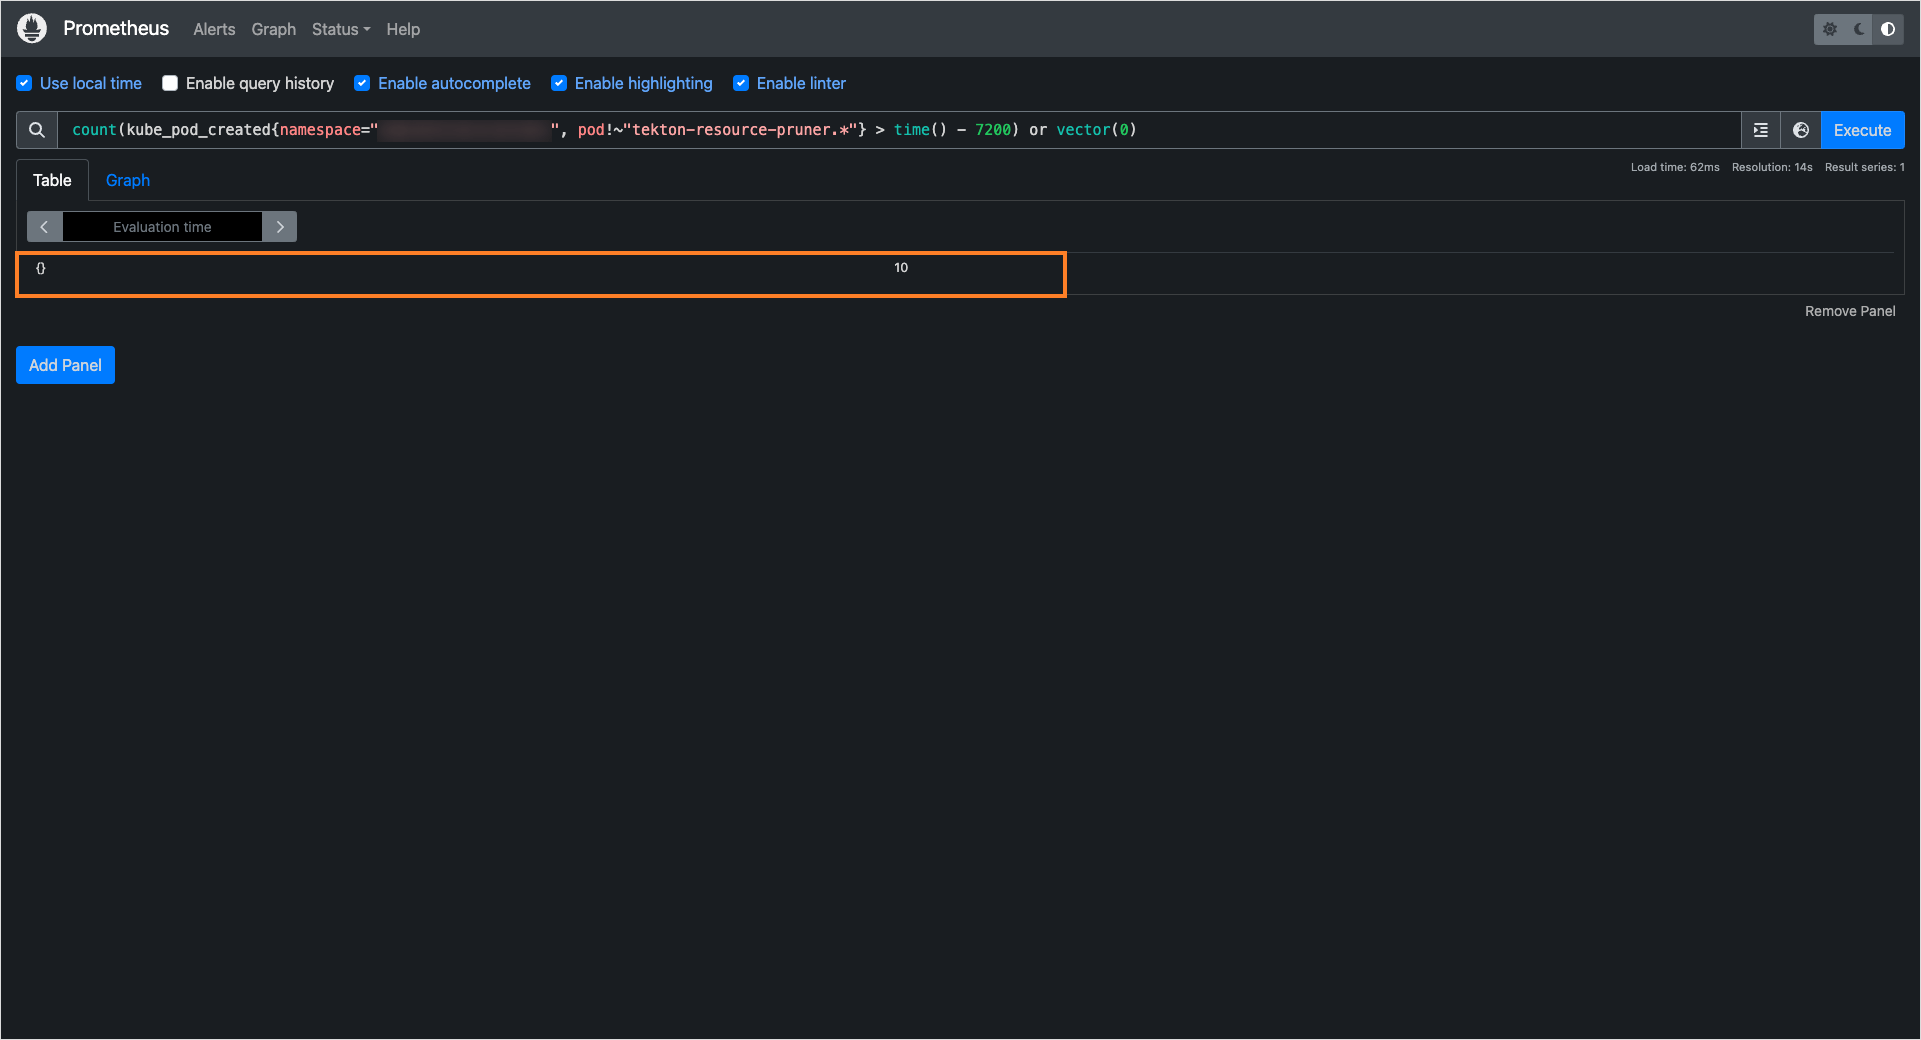 Prometheus Alerts Graph Status Help
Use local time Enable query history Enable autocomplete Enable highlighting Enable linter
count(kube_pod_created{namespace="", pod!~"tekton-resource-pruner.*"} > time() - 7200) or vector(0) Execute
Load time: 62ms Resolution: 14s Result series: 1
Table Graph
Evaluation time
{} 10
Remove Panel
Add Panel